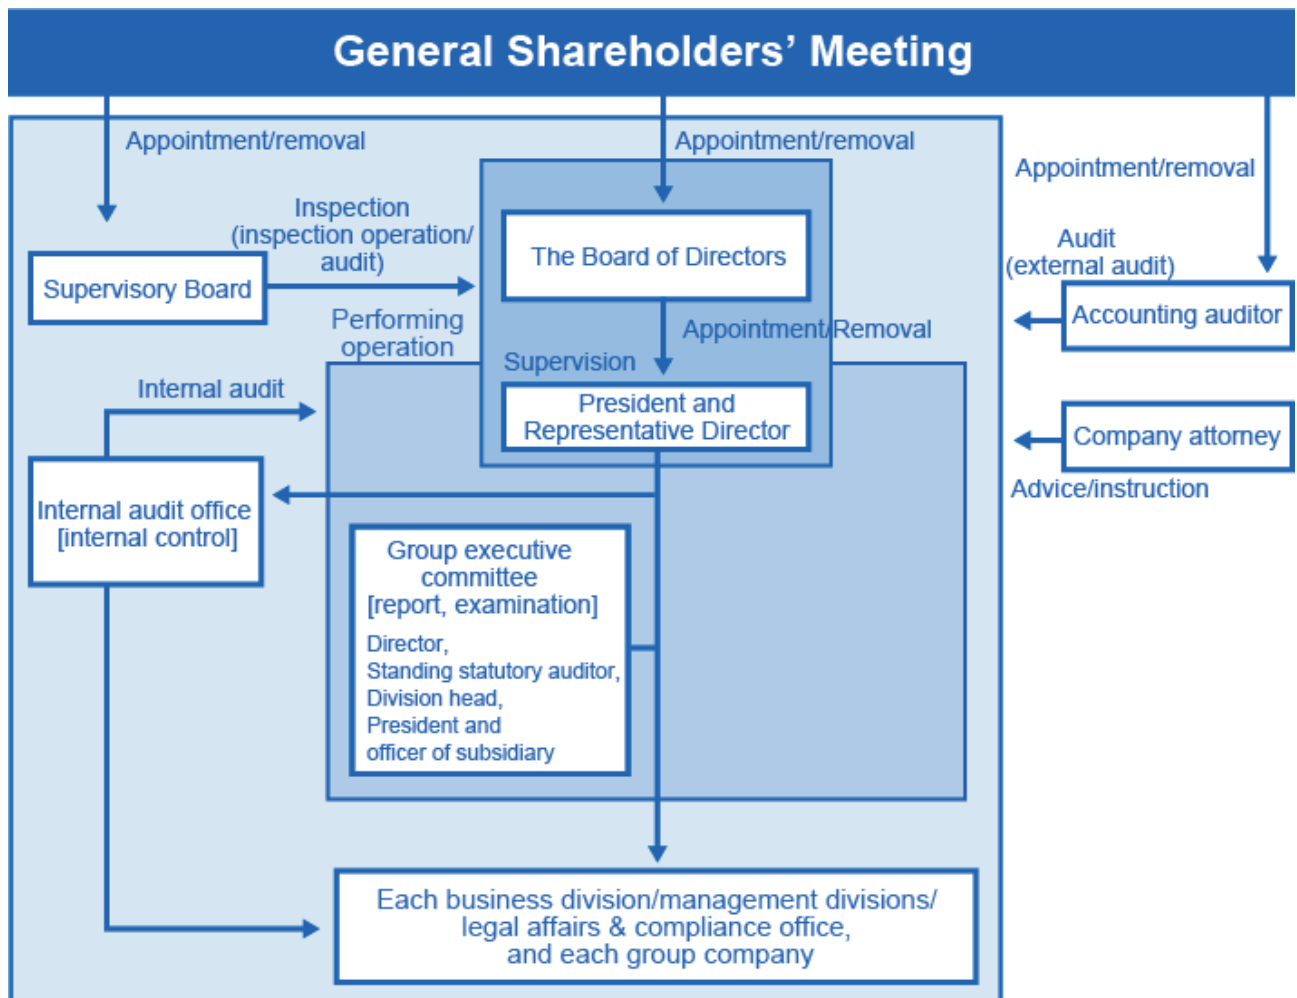 General Shareholders’ Meeting
Appointment/removal
Appointment/removal
Appointment/removal
Inspection
(inspection operation/
audit)
The Board of Directors
Audit
(external audit)
Supervisory Board
Accounting auditor
Performing
operation
Appointment/Removal
Supervision
Internal audit
President and
Representative Director
Company attorney
Advice/instruction
Internal audit office
[internal control]
Group executive
committee
[report, examination]
Director,
Standing statutory auditor,
Division head,
President and
officer of subsidiary
Each business division/management divisions/
legal affairs & compliance office,
and each group company